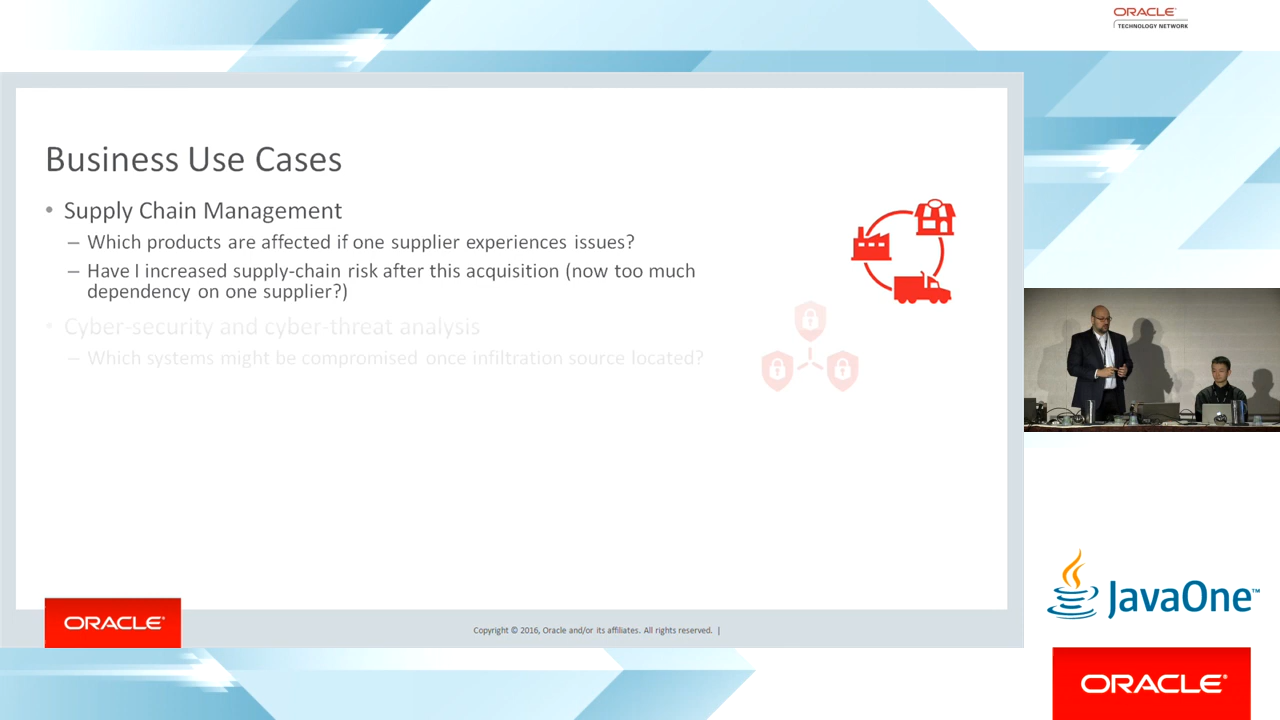 ORACLE®
TECHNOLOGY NETWORK
Business Use Cases
• Supply Chain Management
– Which products are affected if one supplier experiences issues?
– Have I increased supply-chain risk after this acquisition (now too much
dependency on one supplier?)
• Cyber-security and cyber-threat analysis
– Which systems might be compromised once infiltration source located?
ORACLE®
Copyright © 2016, Oracle and/or its affiliates. All rights reserved. |
JavaOne™
ORACLE®